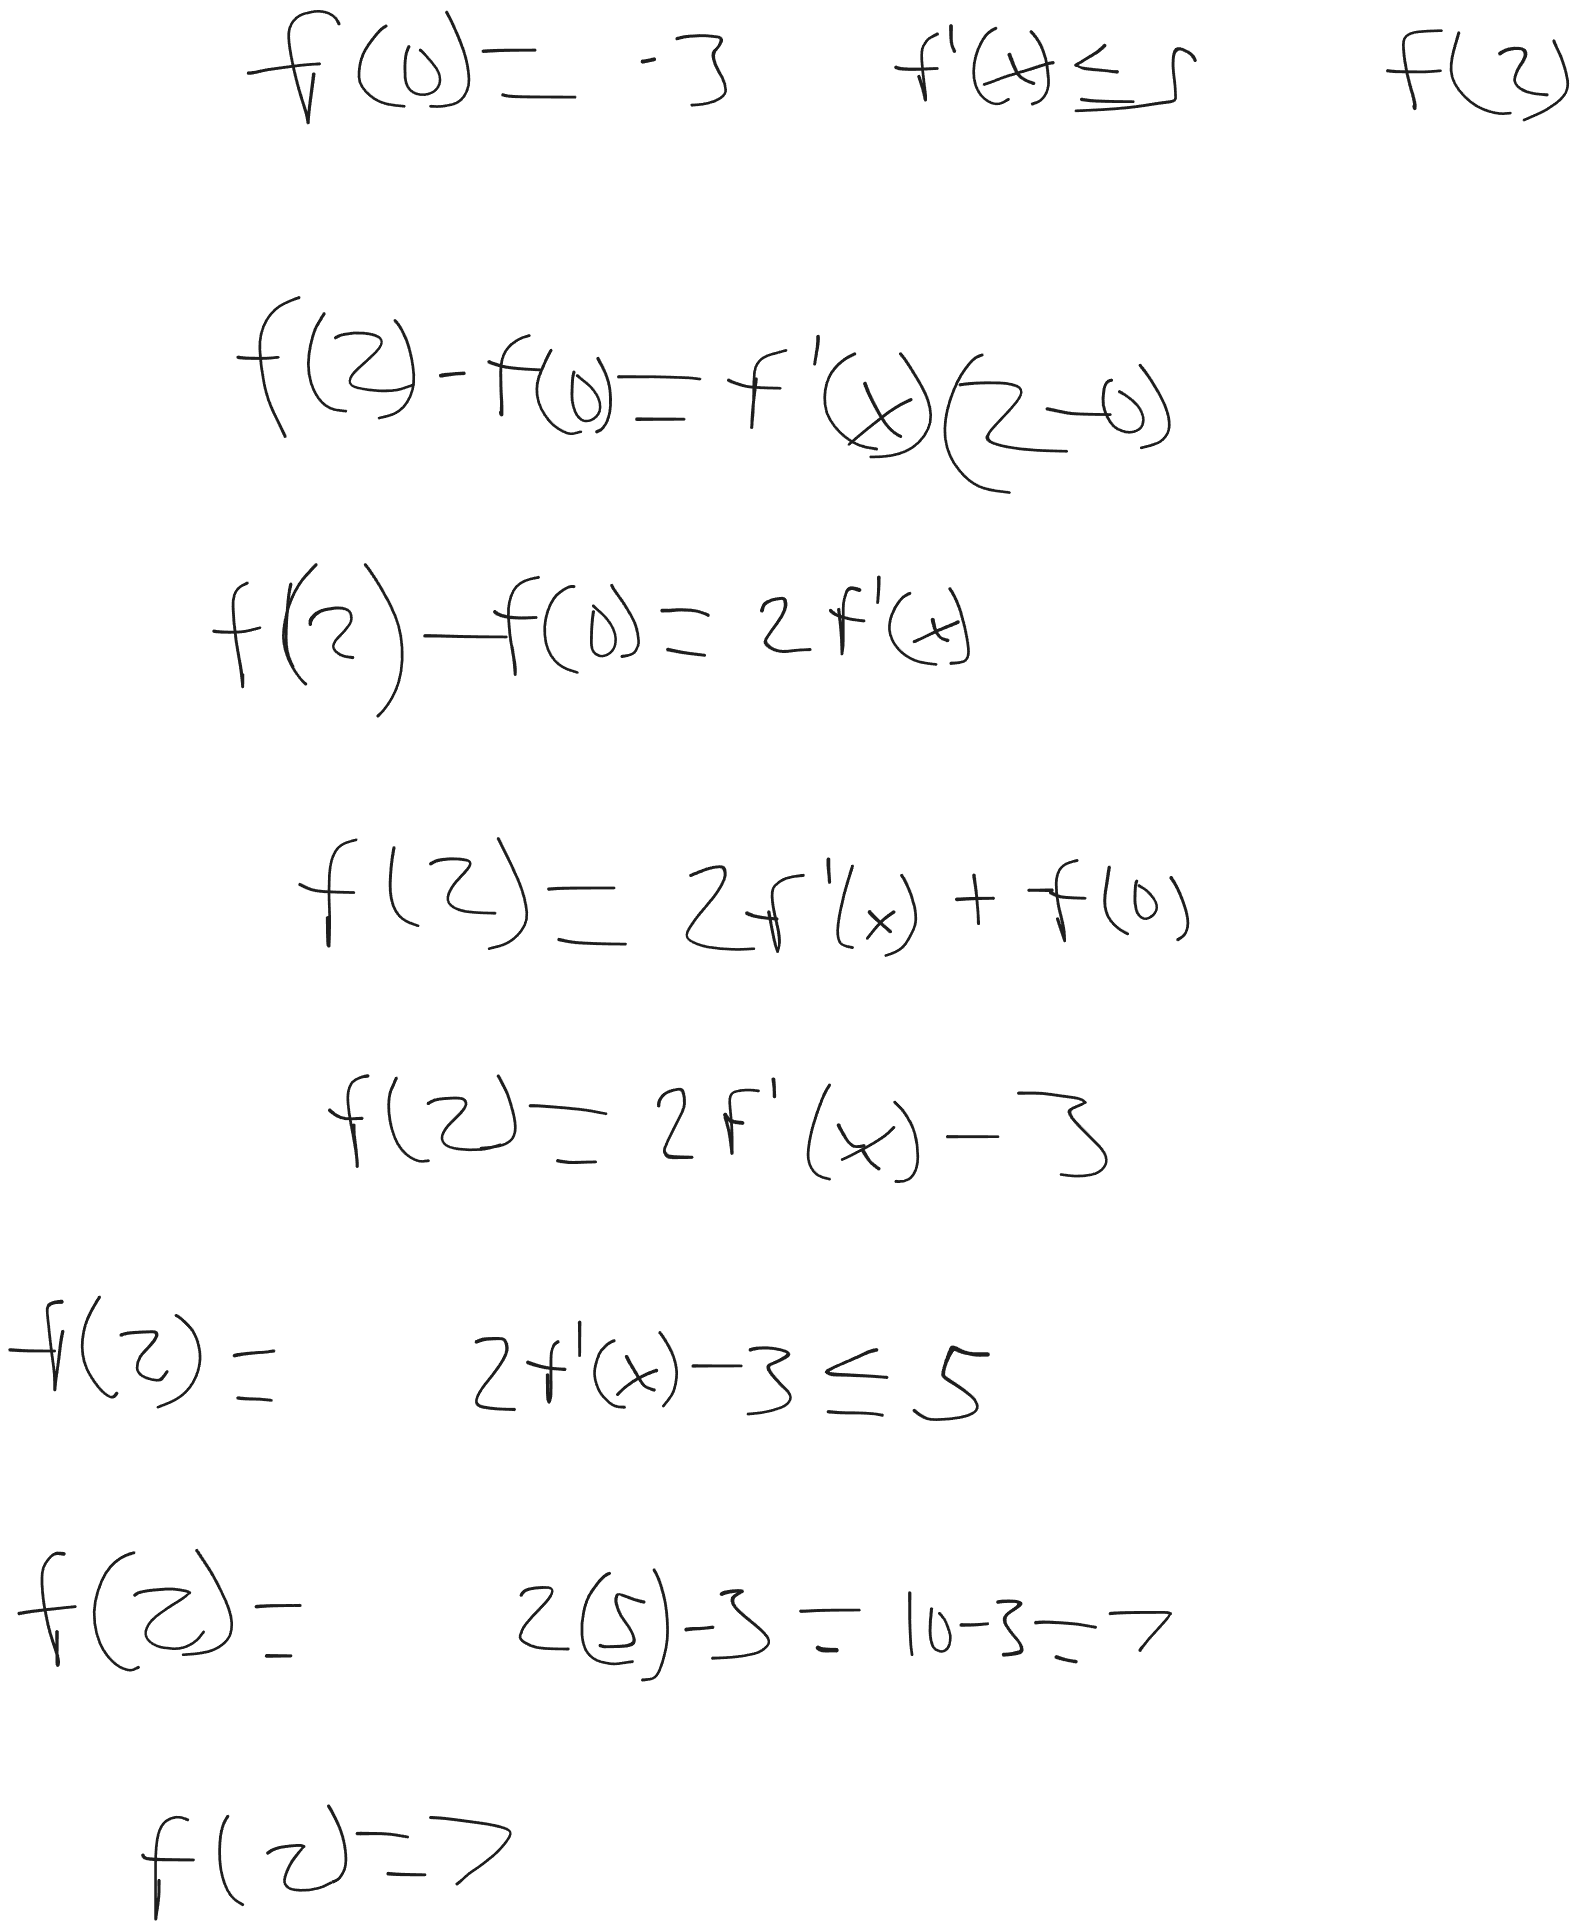 f(0) = -3 f'(x) ≤ 5 f(2)
f(2) - f(0) = f'(x)(2-0)
f(2) - f(0) = 2f'(x)
f(2) = 2f'(x) + f(0)
f(2) = 2f'(x) - 3
f(2) = 2f'(x) - 3 ≤ 5
f(2) = 2(5) - 3 = 10 - 3 = 7
f(2) = 7